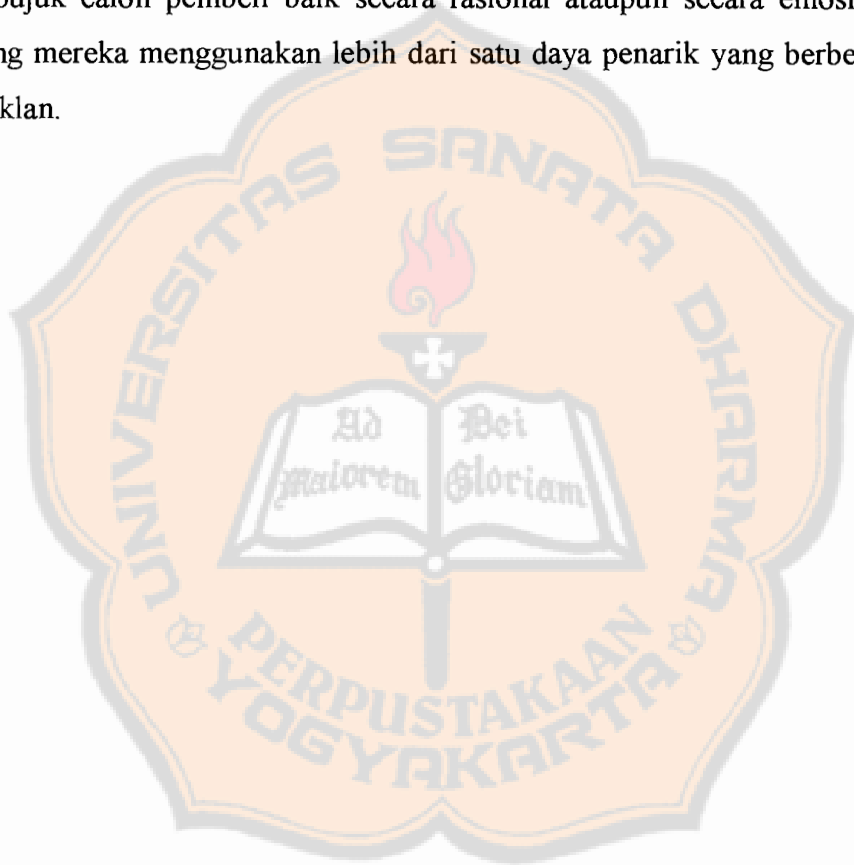 bujuk calon pembeli baik secara rasional ataupun secara emosi
ng mereka menggunakan lebih dari satu daya penarik yang berbe
klan.
UNIVERSITAS SANATA DHARMA
Ad
Maiorem
Dei
Gloriam
PERPUSTAKAAN
YOGYAKARTA